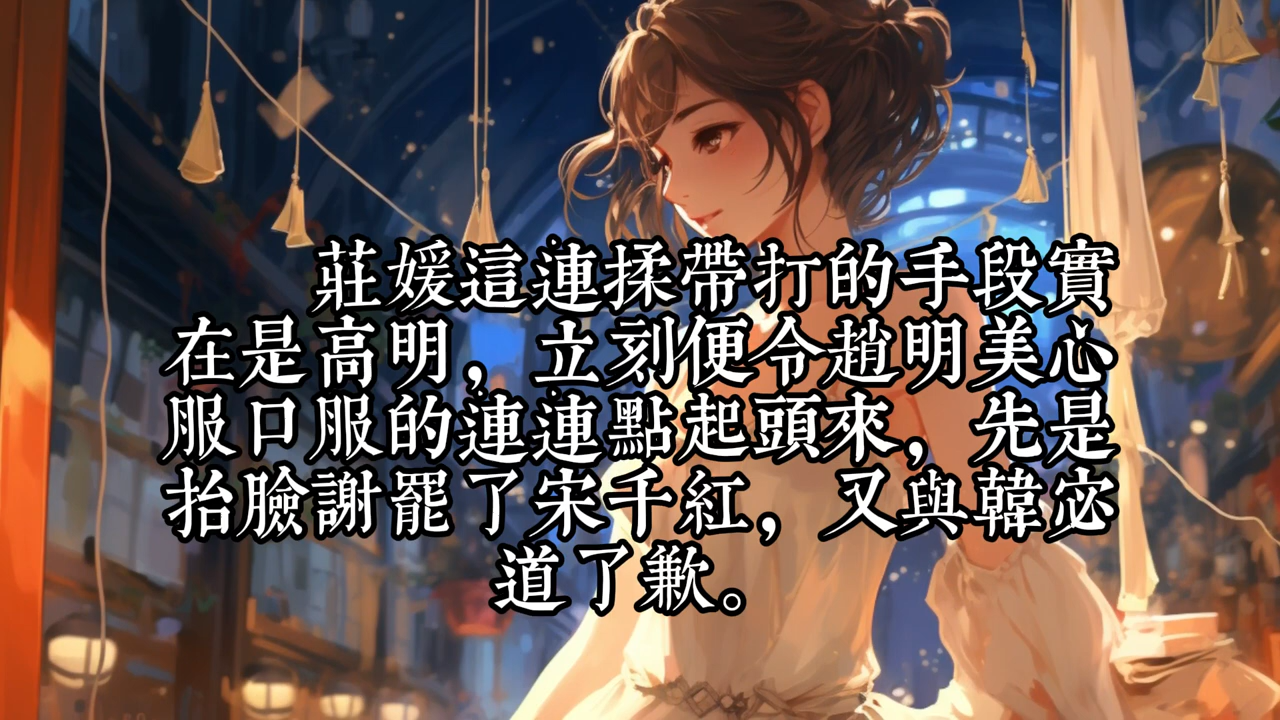 莊媛這連揉帶打的手段實
在是高明，立刻便令趙明美心
服口服的連連點起頭來，先是
抬臉謝罷了宋千紅，又與韓宓
道了歉。